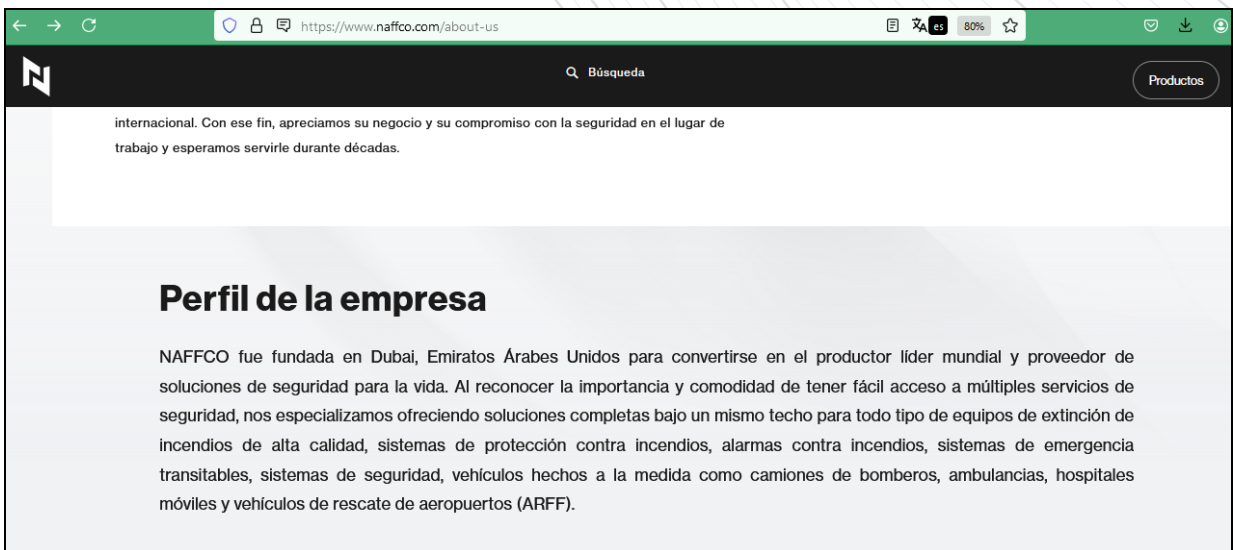 https://www.naffco.com/about-us
es
80%
Búsqueda
Productos
internacional. Con ese fin, apreciamos su negocio y su compromiso con la seguridad en el lugar de
trabajo y esperamos servirle durante décadas.
Perfil de la empresa
NAFFCO fue fundada en Dubai, Emiratos Árabes Unidos para convertirse en el productor líder mundial y proveedor de
soluciones de seguridad para la vida. Al reconocer la importancia y comodidad de tener fácil acceso a múltiples servicios de
seguridad, nos especializamos ofreciendo soluciones completas bajo un mismo techo para todo tipo de equipos de extinción de
incendios de alta calidad, sistemas de protección contra incendios, alarmas contra incendios, sistemas de emergencia
transitables, sistemas de seguridad, vehículos hechos a la medida como camiones de bomberos, ambulancias, hospitales
móviles y vehículos de rescate de aeropuertos (ARFF).